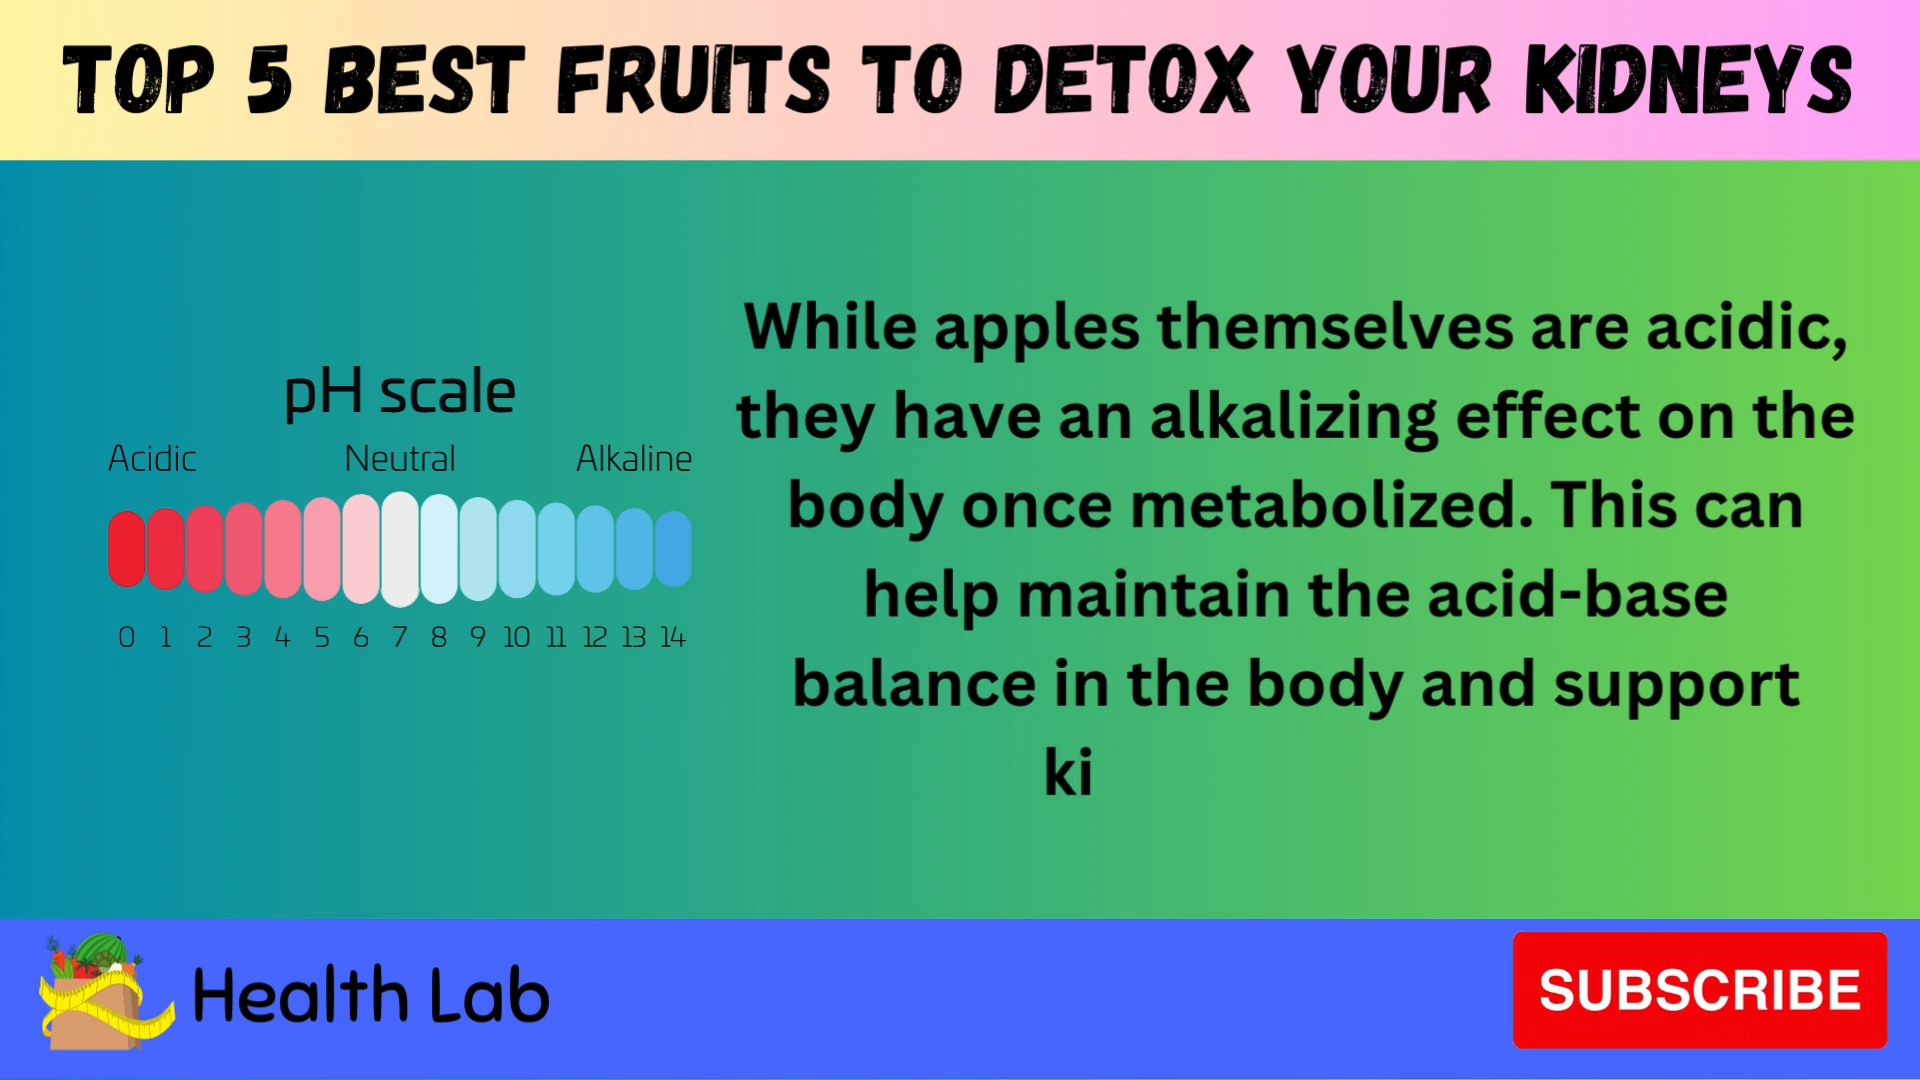 TOP 5 BEST FRUITS TO DETOX YOUR KIDNEYS
pH scale
Acidic Neutral Alkaline
0 1 2 3 4 5 6 7 8 9 10 11 12 13 14
While apples themselves are acidic,
they have an alkalizing effect on the
body once metabolized. This can
help maintain the acid-base
balance in the body and support
ki
Health Lab
SUBSCRIBE